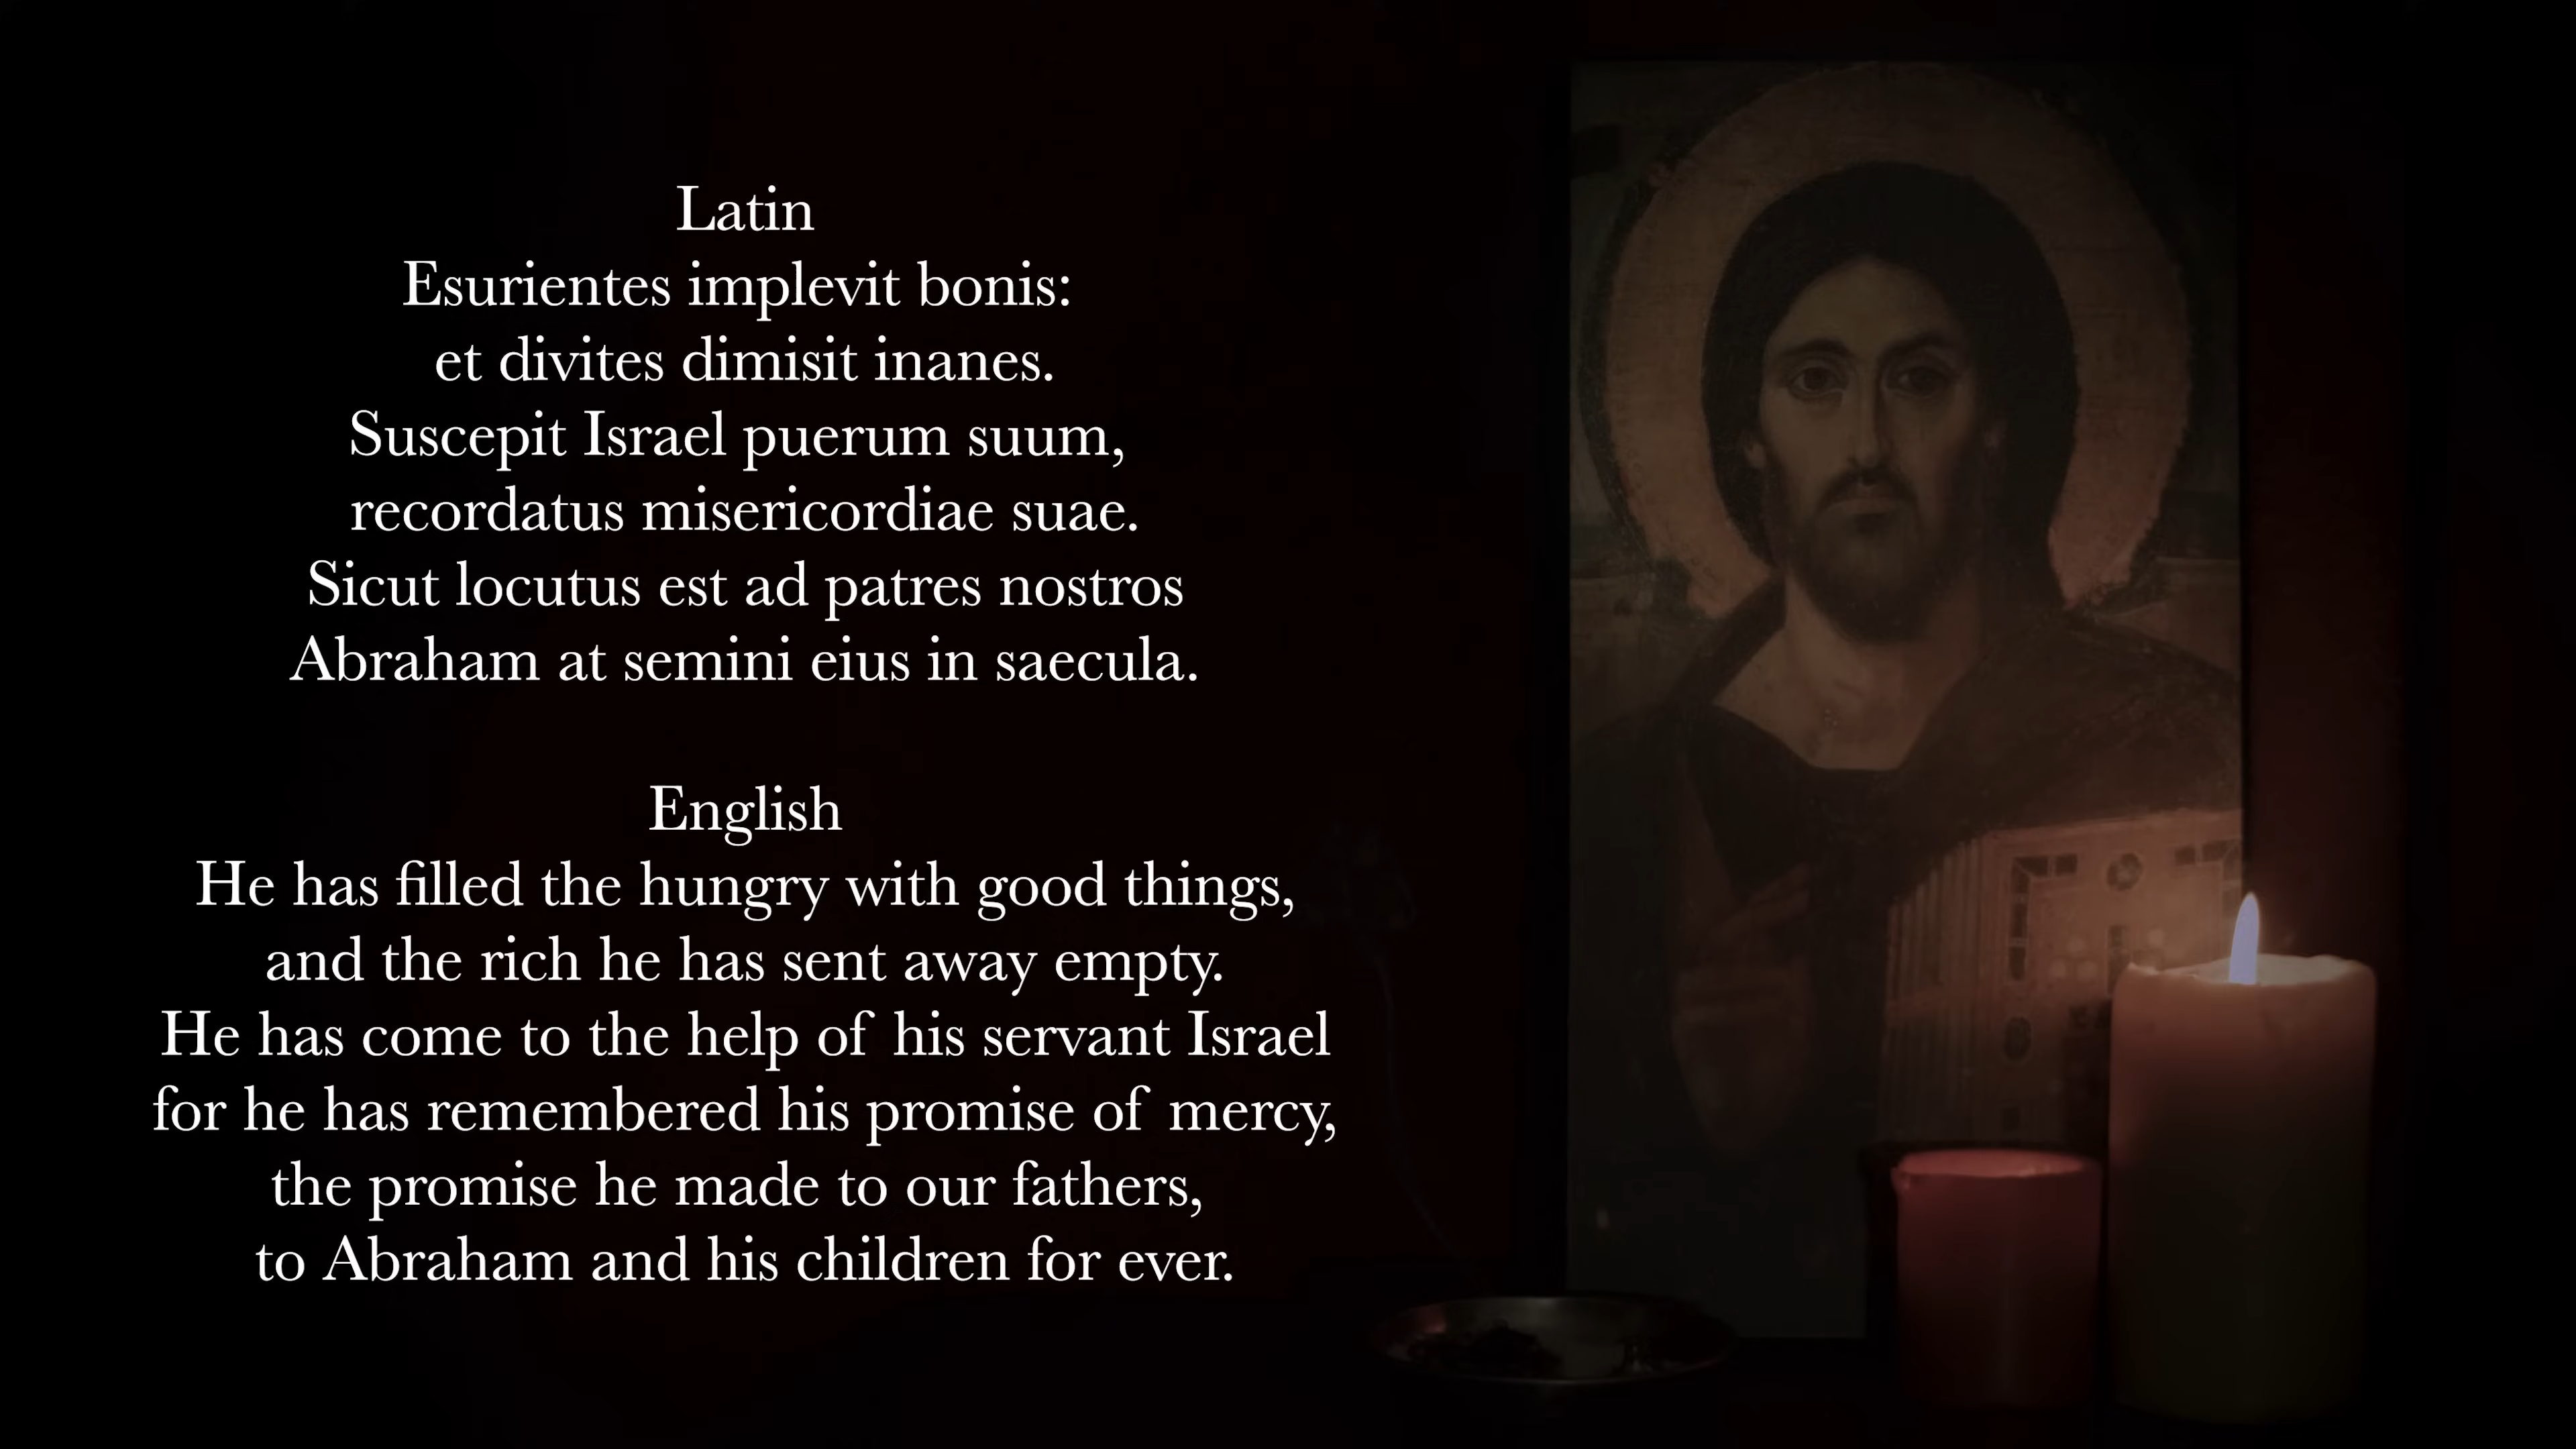 Latin
Esurientes implevit bonis:
et divites dimisit inanes.
Suscepit Israel puerum suum,
recordatus misericordiae suae.
Sicut locutus est ad patres nostros
Abraham at semini eius in saecula.
English
He has filled the hungry with good things,
and the rich he has sent away empty.
He has come to the help of his servant Israel
for he has remembered his promise of mercy,
the promise he made to our fathers,
to Abraham and his children for ever.